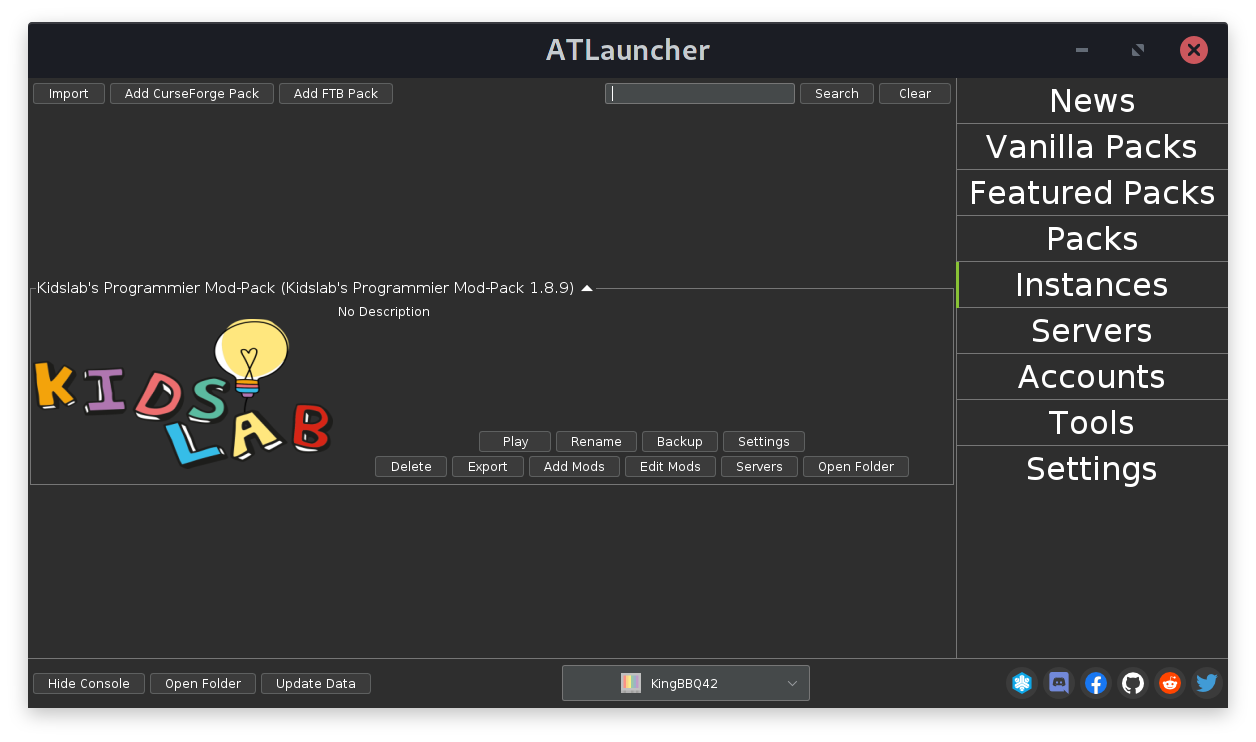 ATLauncher
Import Add CurseForge Pack Add FTB Pack Search Clear
News
Vanilla Packs
Featured Packs
Packs
Instances
Servers
Accounts
Tools
Settings
Kidslab's Programmier Mod-Pack (Kidslab's Programmier Mod-Pack 1.8.9)
No Description
KIDS
LAB
Play Rename Backup Settings
Delete Export Add Mods Edit Mods Servers Open Folder
Hide Console Open Folder Update Data KingBBQ42